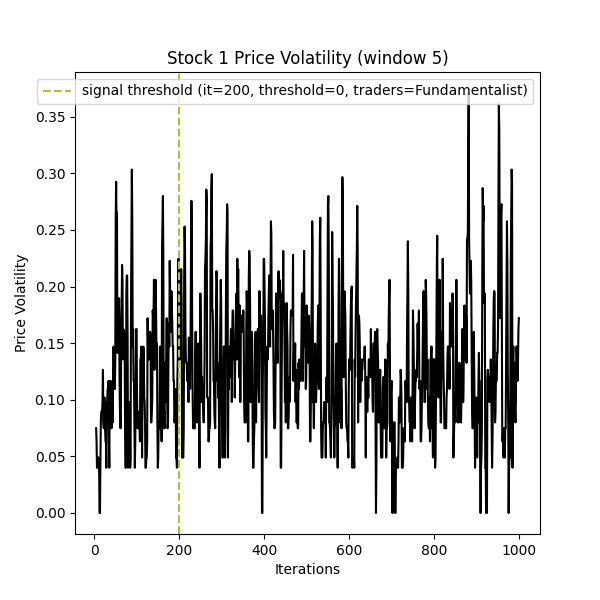 Stock 1 Price Volatility (window 5)
signal threshold (it=200, threshold=0, traders=Fundamentalist)
0.35
0.30
0.25
0.20
0.15
0.10
0.05
0.00
Price Volatility
0 200 400 600 800 1000
Iterations